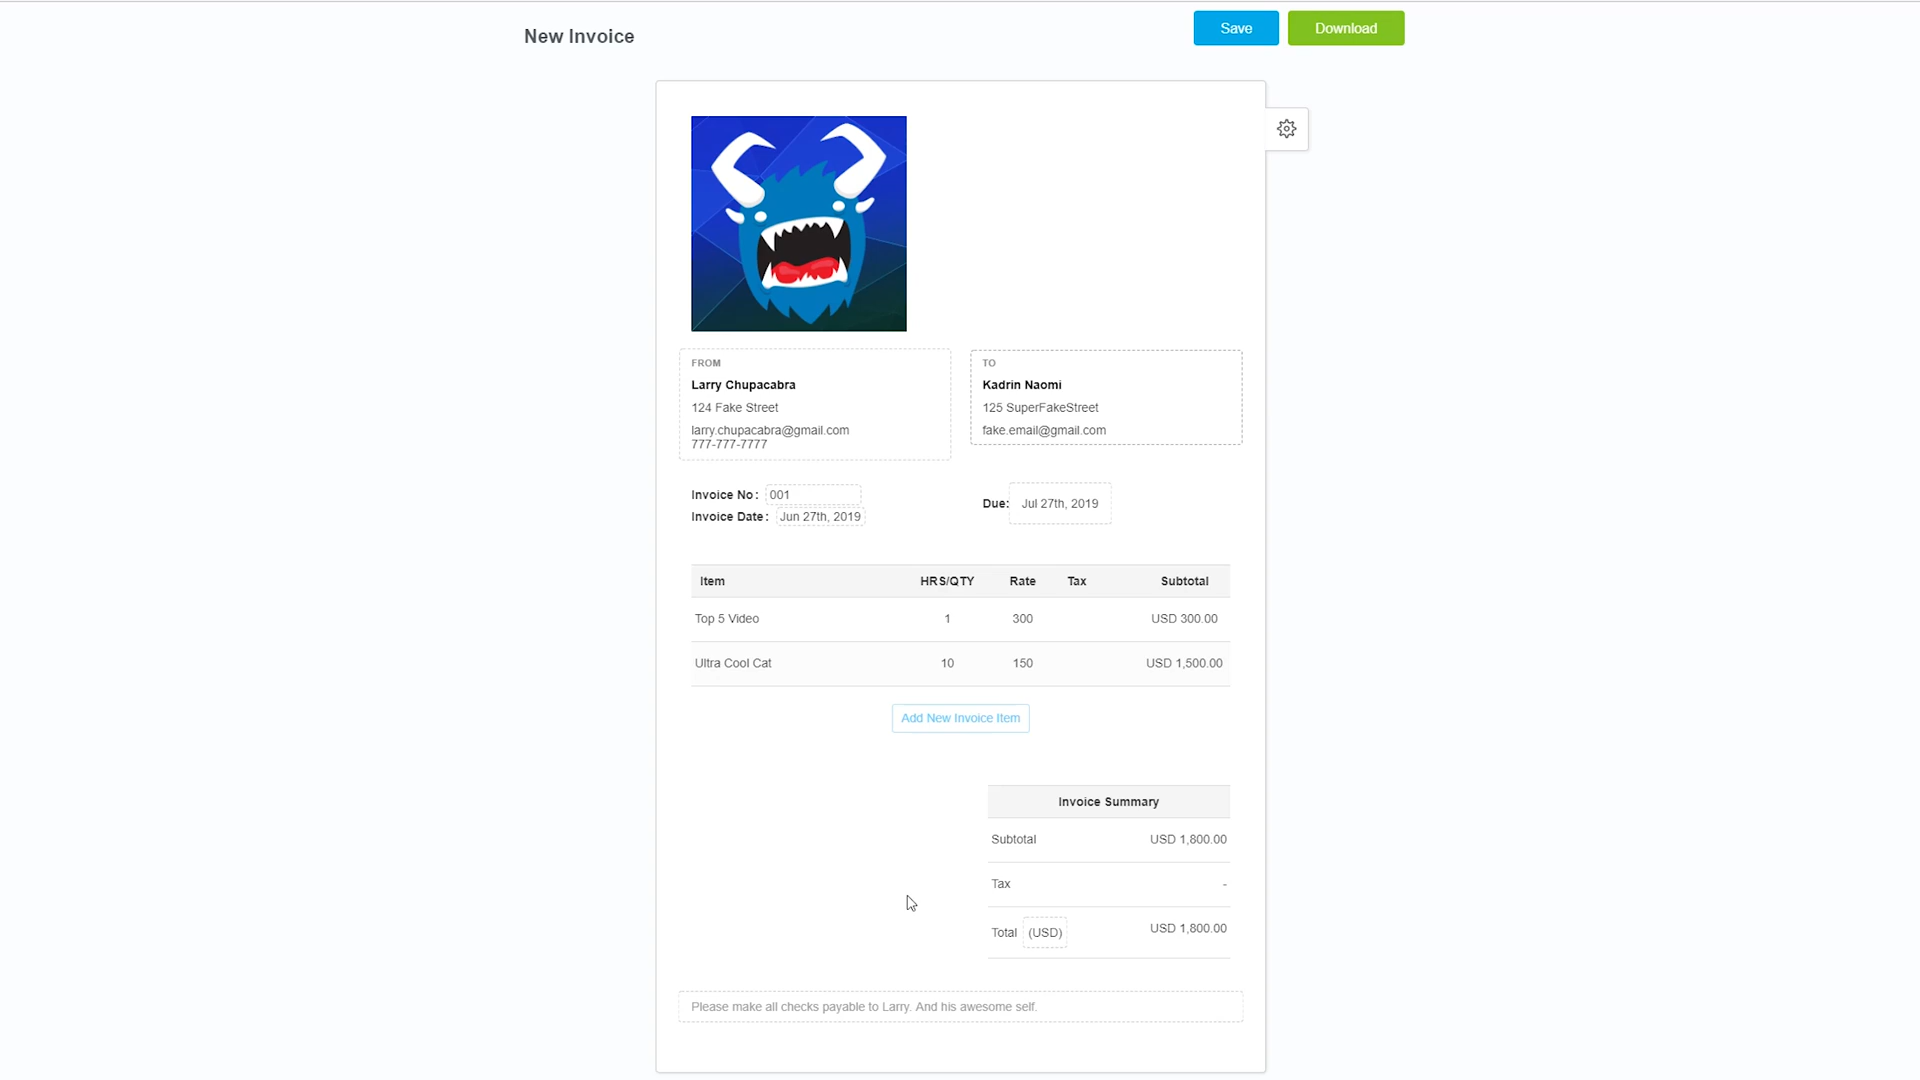 New Invoice
Save
Download
FROM
Larry Chupacabra
124 Fake Street
larry.chupacabra@gmail.com
777-777-7777
TO
Kadrin Naomi
125 SuperFakeStreet
fake.email@gmail.com
Invoice No : 001
Invoice Date : Jun 27th, 2019
Due: Jul 27th, 2019
Item HRS/QTY Rate Tax Subtotal
Top 5 Video 1 300 USD 300.00
Ultra Cool Cat 10 150 USD 1,500.00
Add New Invoice Item
Invoice Summary
Subtotal USD 1,800.00
Tax -
Total (USD) USD 1,800.00
Please make all checks payable to Larry. And his awesome self.